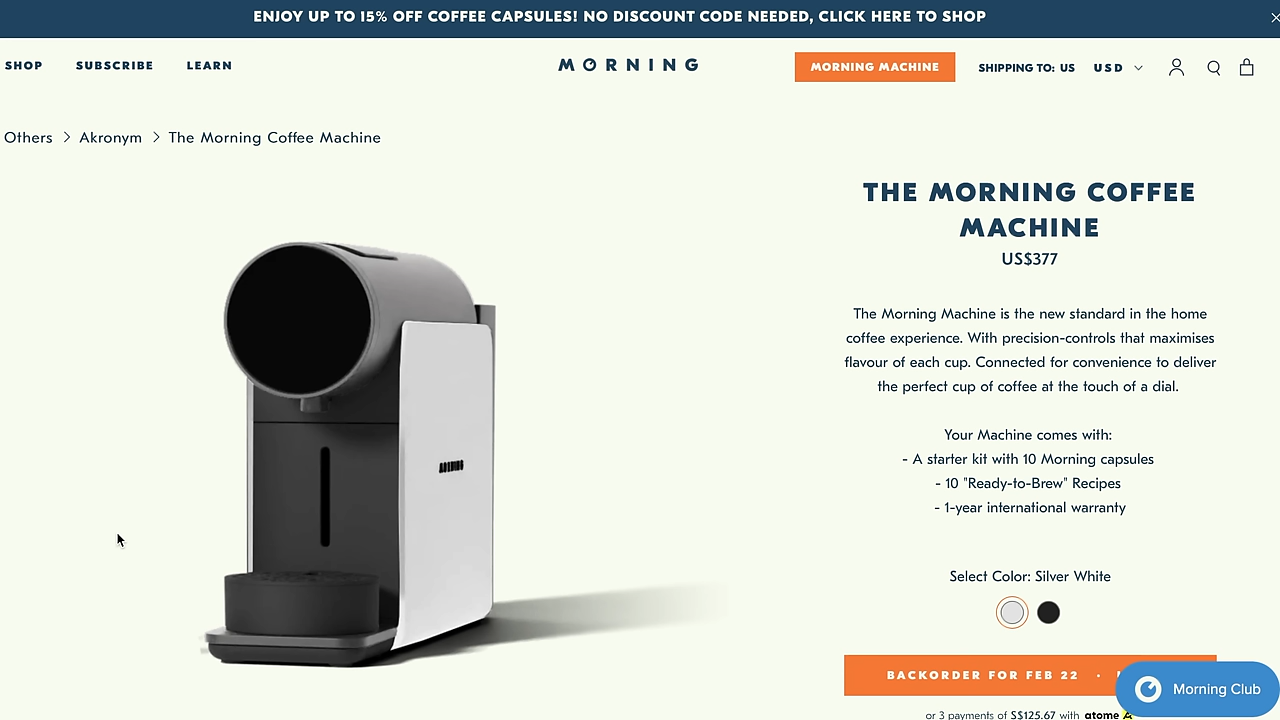 ENJOY UP TO 15% OFF COFFEE CAPSULES! NO DISCOUNT CODE NEEDED, CLICK HERE TO SHOP
SHOP SUBSCRIBE LEARN
MORNING
MORNING MACHINE
SHIPPING TO: US USD
Others > Akronym > The Morning Coffee Machine
THE MORNING COFFEE
MACHINE
US$377
The Morning Machine is the new standard in the home
coffee experience. With precision-controls that maximises
flavour of each cup. Connected for convenience to deliver
the perfect cup of coffee at the touch of a dial.
Your Machine comes with:
- A starter kit with 10 Morning capsules
- 10 "Ready-to-Brew" Recipes
- 1-year international warranty
MORNING
Select Color: Silver White
BACKORDER FOR FEB 22 ·
Morning Club
or 3 payments of S$125.67 with atome